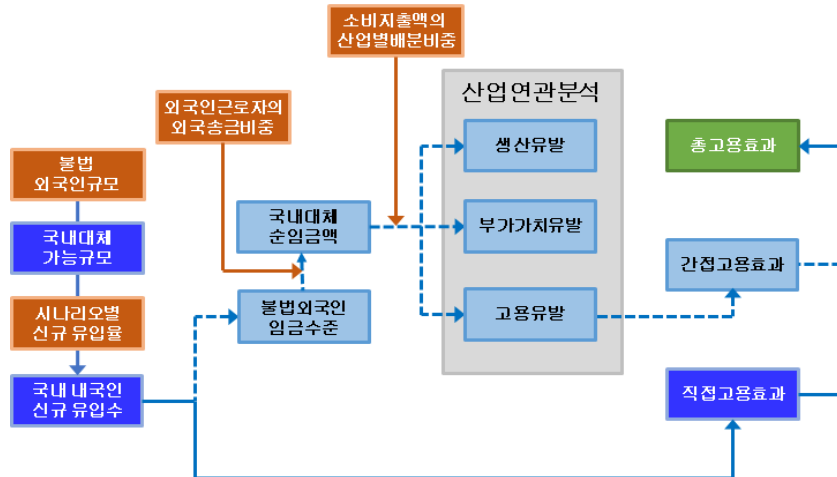 소비지출액의
산업별배분비중
외국인근로자의
외국송금비중
산업연관분석
불법
외국인규모
국내대체
가능규모
시나리오별
신규 유입율
국내 내국인
신규 유입수
국내대체
순임금액
불법외국인
임금수준
생산유발
부가가치유발
고용유발
총고용효과
간접고용효과
직접고용효과